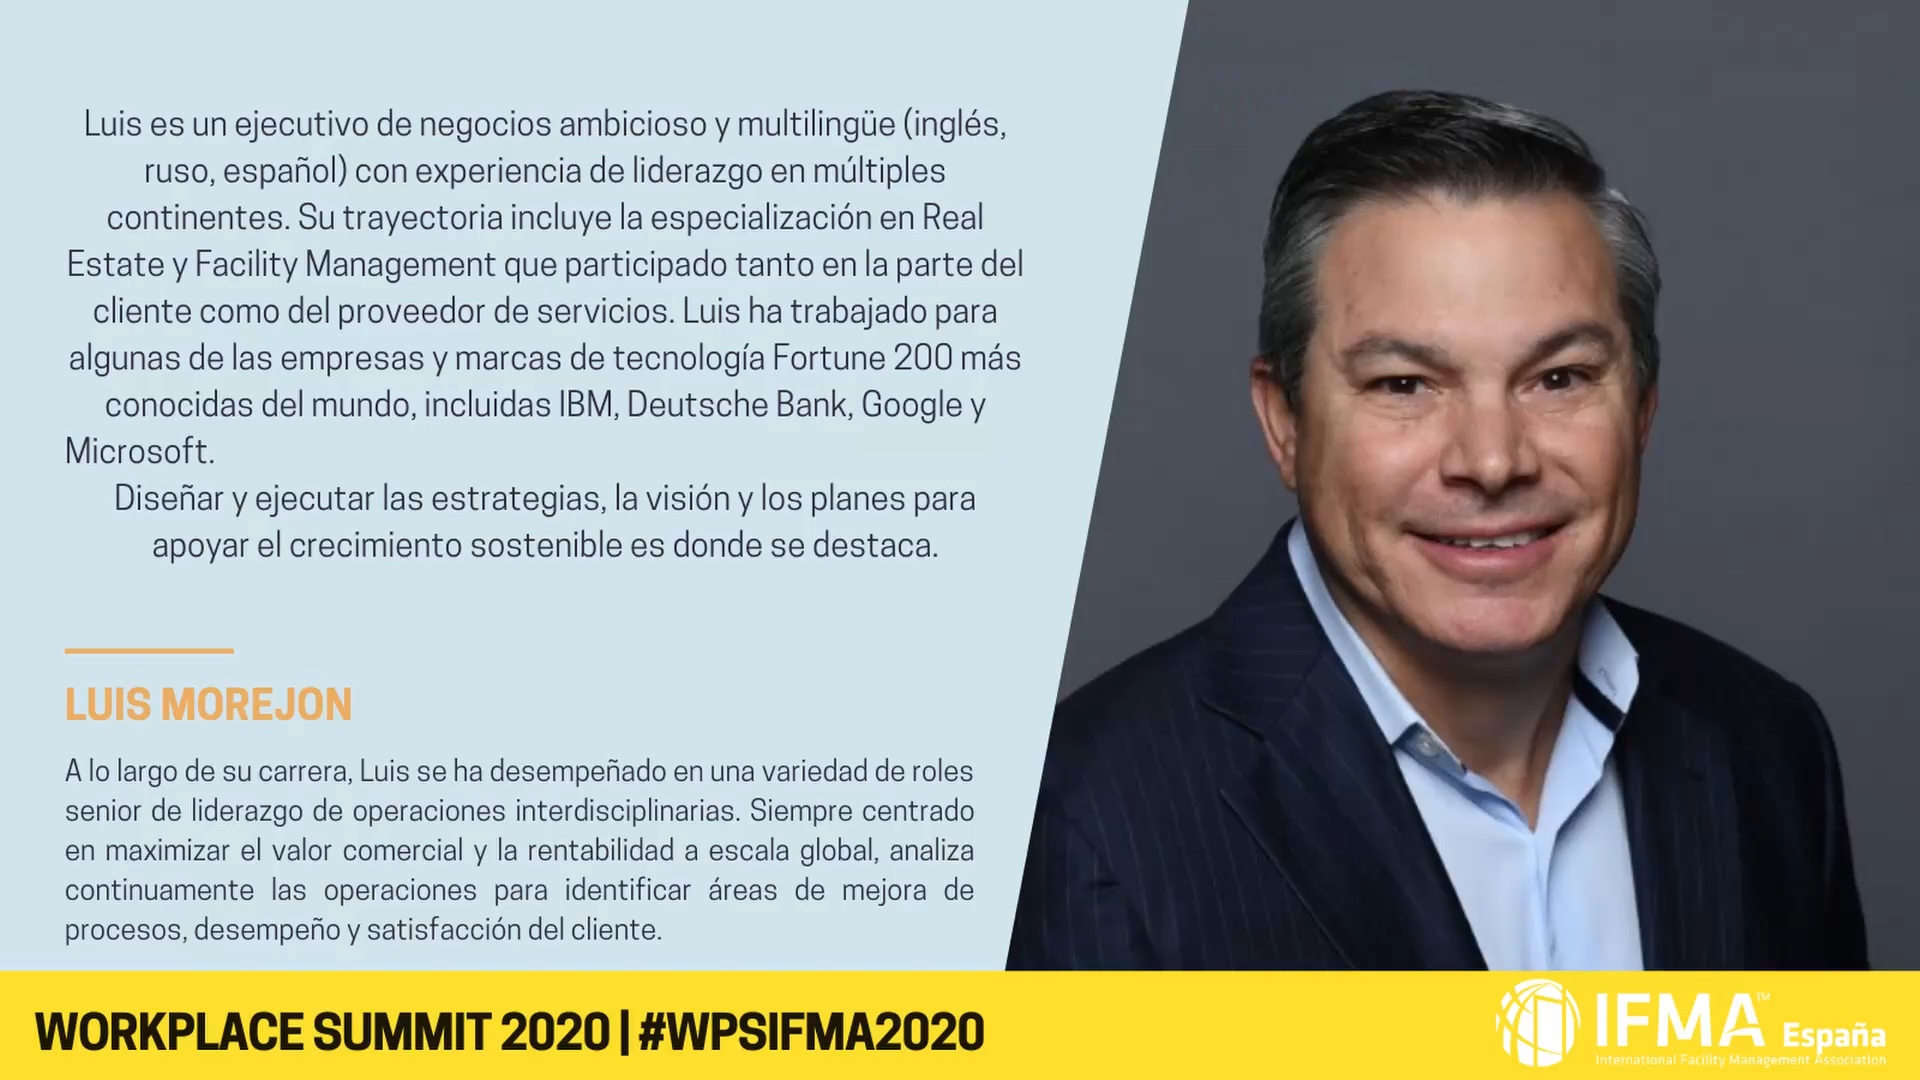 Luis es un ejecutivo de negocios ambicioso y multilingüe (inglés,
ruso, español) con experiencia de liderazgo en múltiples
continentes. Su trayectoria incluye la especialización en Real
Estate y Facility Management que participado tanto en la parte del
cliente como del proveedor de servicios. Luis ha trabajado para
algunas de las empresas y marcas de tecnología Fortune 200 más
conocidas del mundo, incluidas IBM, Deutsche Bank, Google y
Microsoft.
Diseñar y ejecutar las estrategias, la visión y los planes para
apoyar el crecimiento sostenible es donde se destaca.
LUIS MOREJON
A lo largo de su carrera, Luis se ha desempeñado en una variedad de roles
senior de liderazgo de operaciones interdisciplinarias. Siempre centrado
en maximizar el valor comercial y la rentabilidad a escala global, analiza
continuamente las operaciones para identificar áreas de mejora de
procesos, desempeño y satisfacción del cliente.
WORKPLACE SUMMIT 2020 | #WPSIFMA2020
IFMA™ España
International Facility Management Association